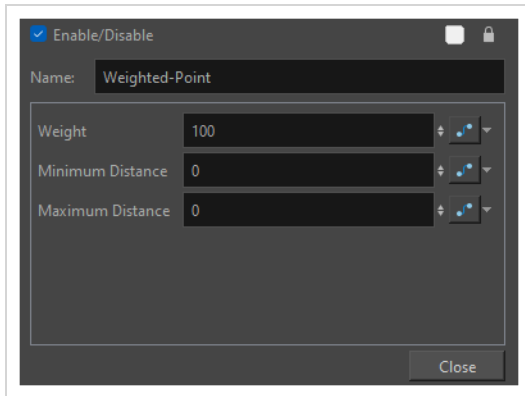 Enable/Disable
Name: Weighted-Point
Weight 100
Minimum Distance 0
Maximum Distance 0
Close